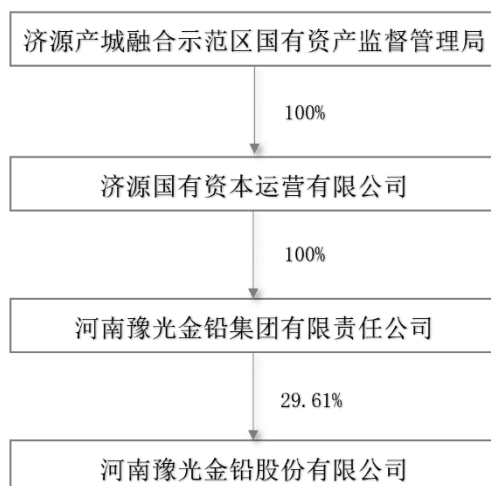 济源产城融合示范区国有资产监督管理局
100%
济源国有资本运营有限公司
100%
河南豫光金铅集团有限责任公司
29.61%
河南豫光金铅股份有限公司